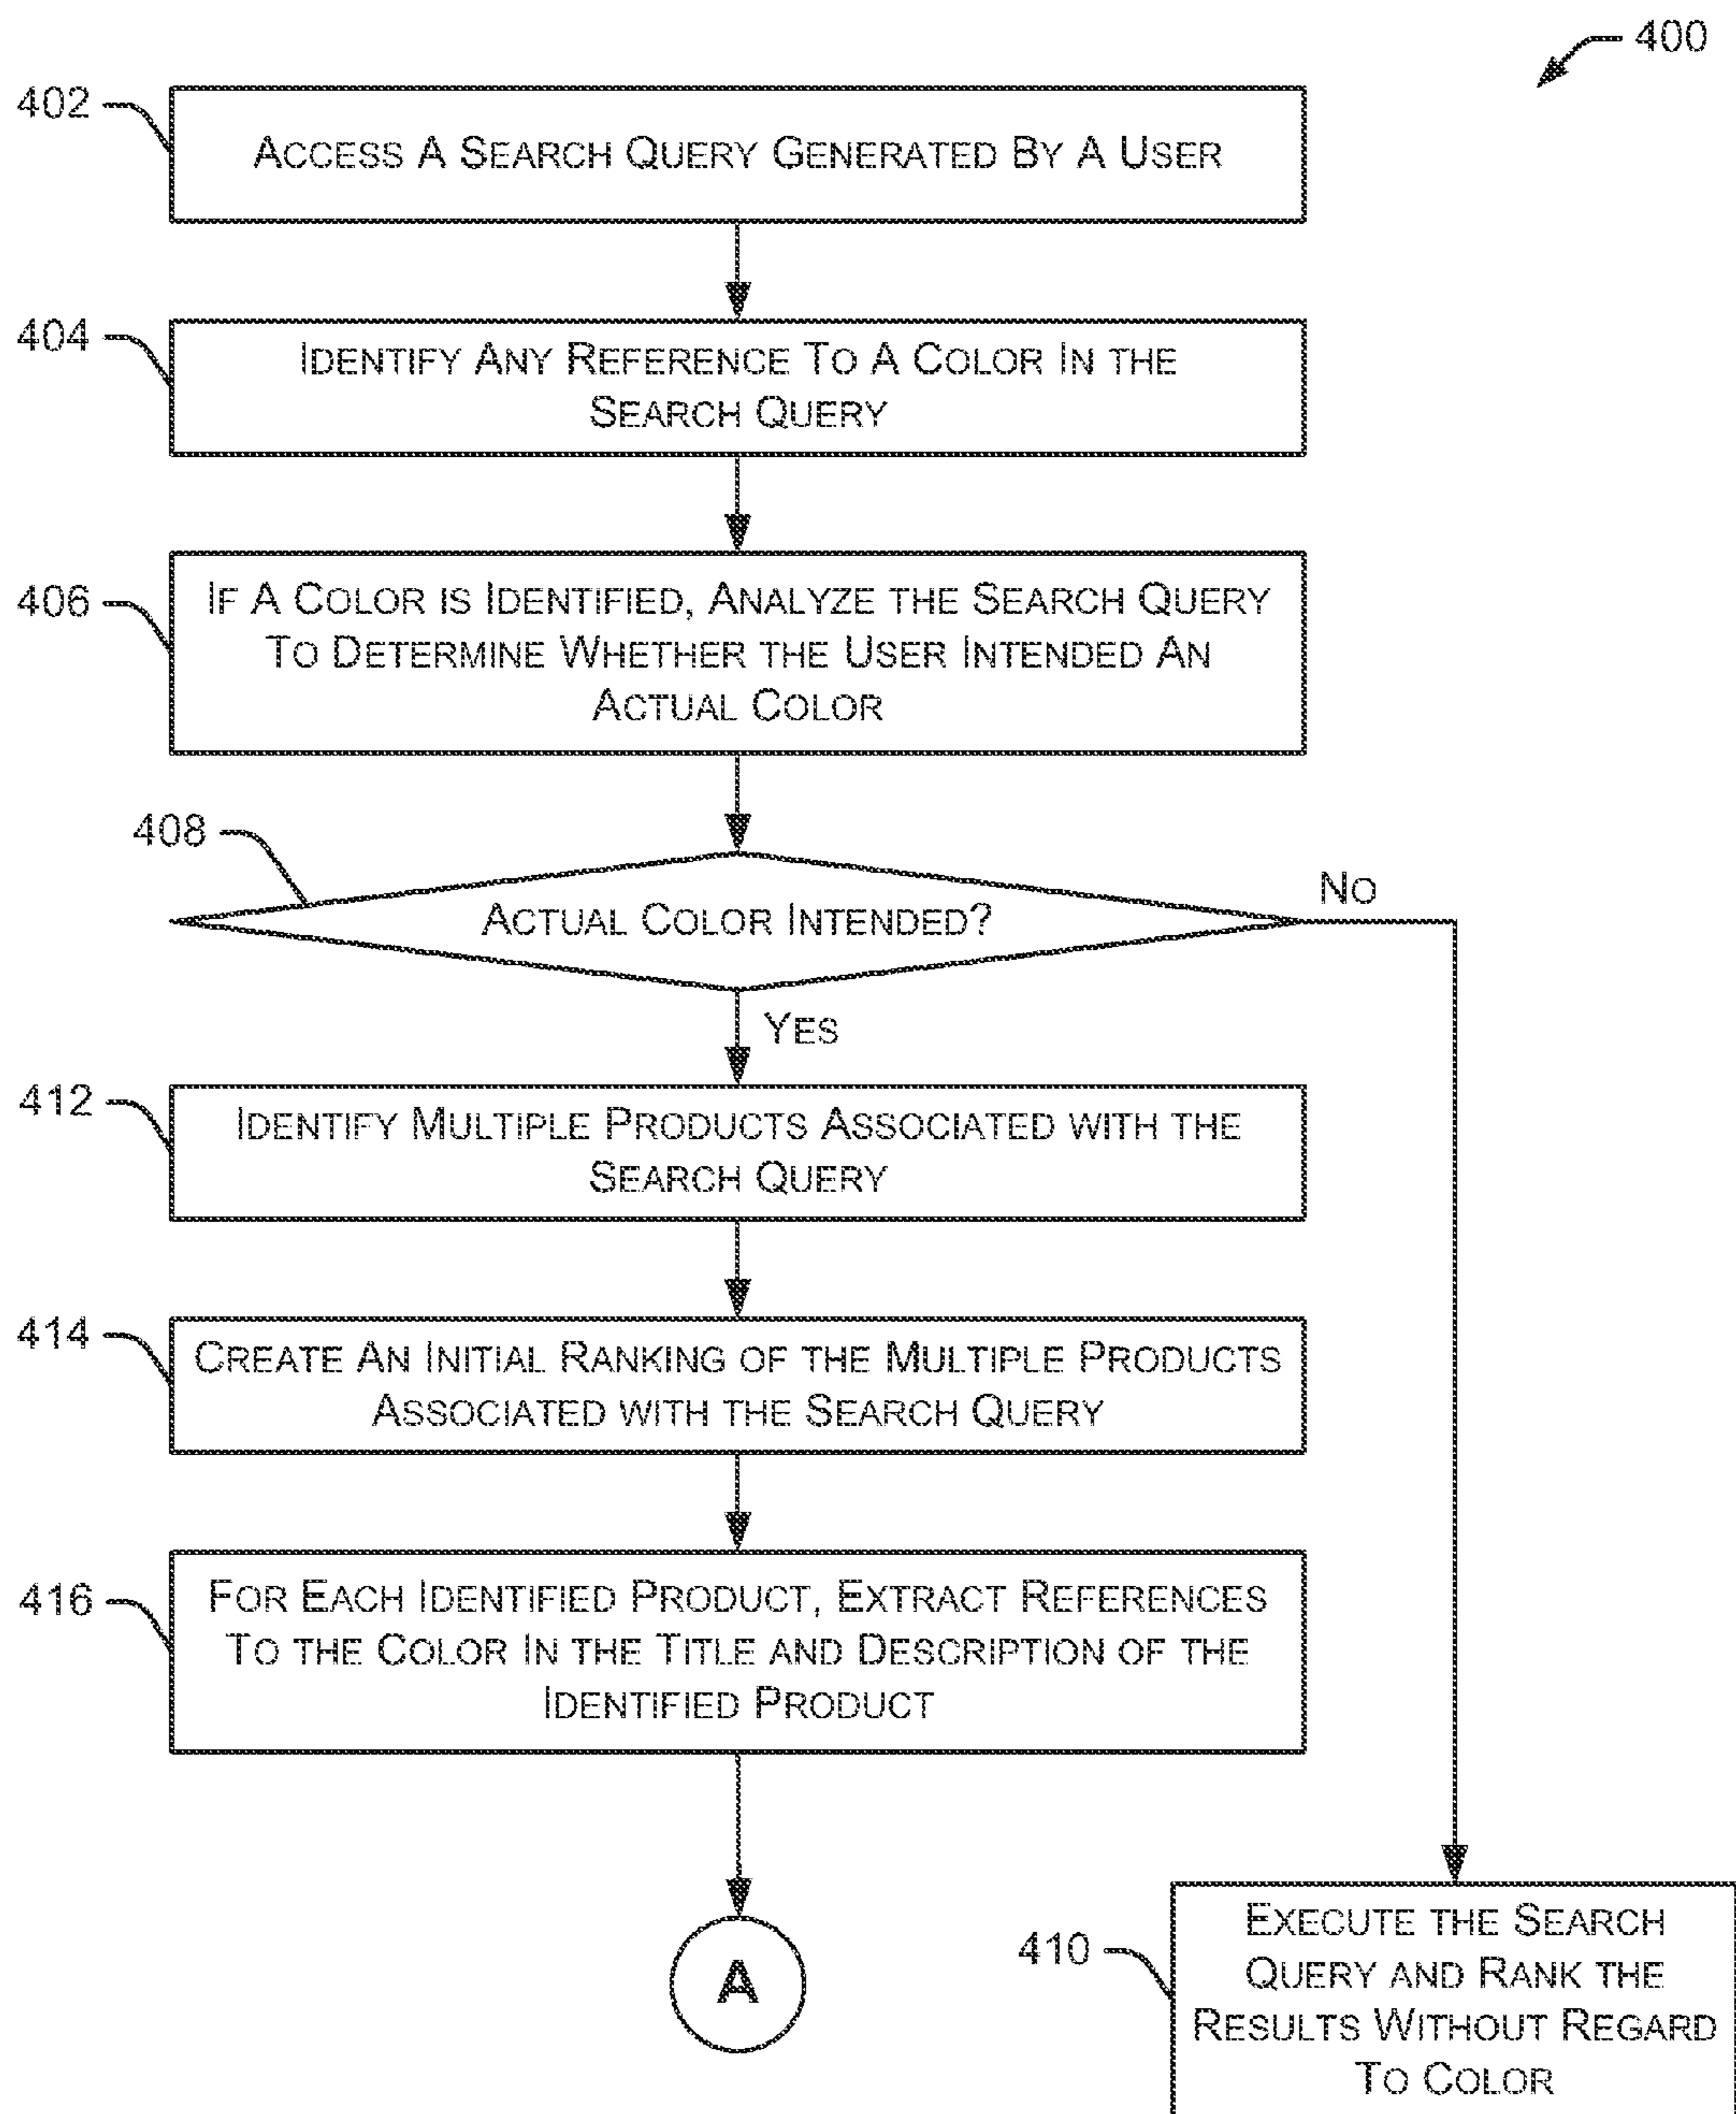 400
402
ACCESS A SEARCH QUERY GENERATED BY A USER
404
IDENTIFY ANY REFERENCE TO A COLOR IN THE
SEARCH QUERY
406
IF A COLOR IS IDENTIFIED, ANALYZE THE SEARCH QUERY
TO DETERMINE WHETHER THE USER INTENDED AN
ACTUAL COLOR
408
ACTUAL COLOR INTENDED?
NO
YES
412
IDENTIFY MULTIPLE PRODUCTS ASSOCIATED WITH THE
SEARCH QUERY
414
CREATE AN INITIAL RANKING OF THE MULTIPLE PRODUCTS
ASSOCIATED WITH THE SEARCH QUERY
416
FOR EACH IDENTIFIED PRODUCT, EXTRACT REFERENCES
TO THE COLOR IN THE TITLE AND DESCRIPTION OF THE
IDENTIFIED PRODUCT
A
410
EXECUTE THE SEARCH
QUERY AND RANK THE
RESULTS WITHOUT REGARD
TO COLOR